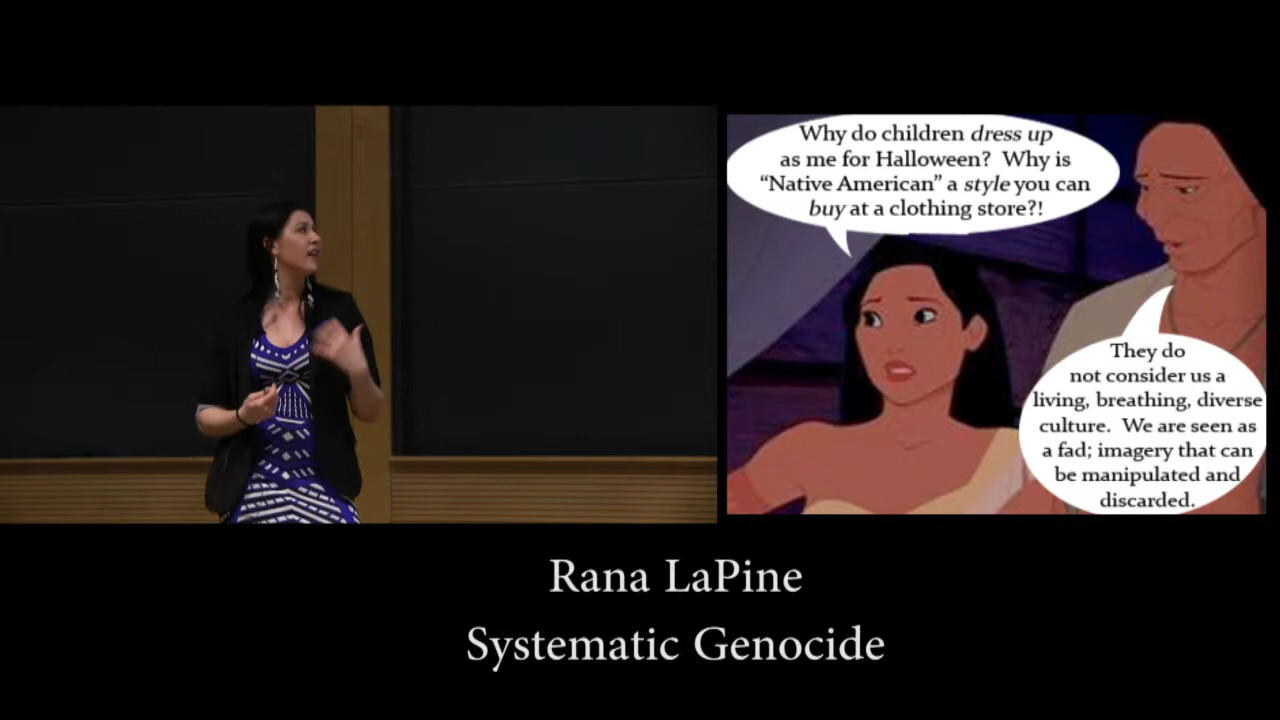 Why do children dress up
as me for Halloween? Why is
“Native American” a style you can
buy at a clothing store?!
They do
not consider us a
living, breathing, diverse
culture. We are seen as
a fad; imagery that can
be manipulated and
discarded.
Rana LaPine
Systematic Genocide